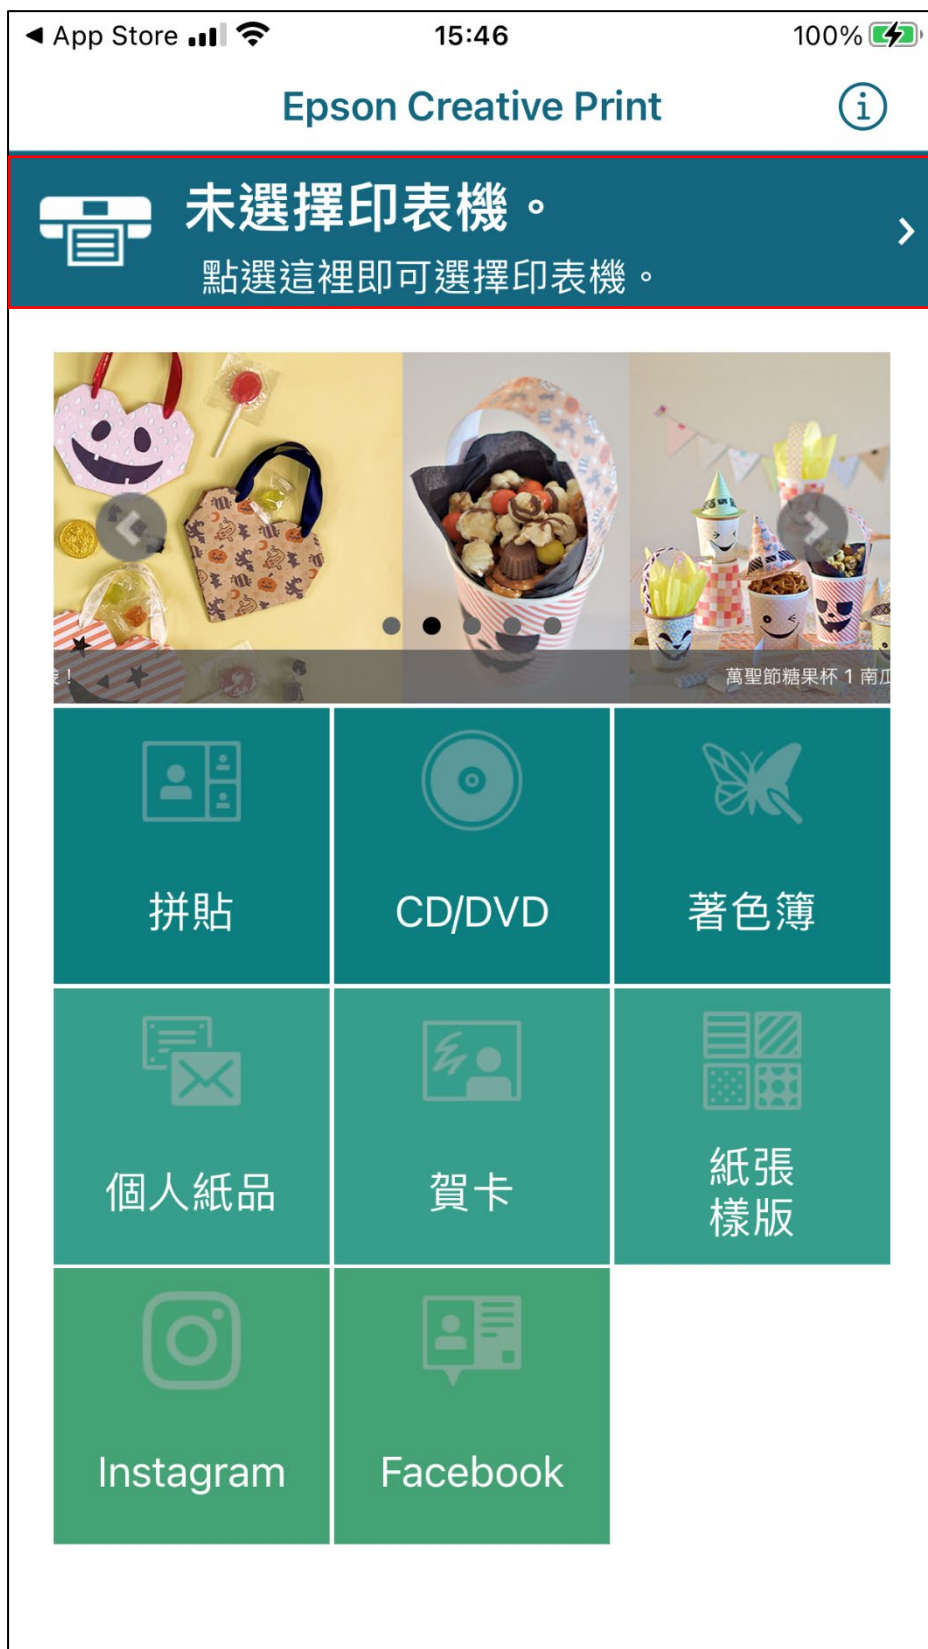 ◀ App Store
15:46
100%
Epson Creative Print
未選擇印表機。
點選這裡即可選擇印表機。
！
萬聖節糖果杯 1 南瓜
拼貼
CD/DVD
著色簿
個人紙品
賀卡
紙張
樣版
Instagram
Facebook